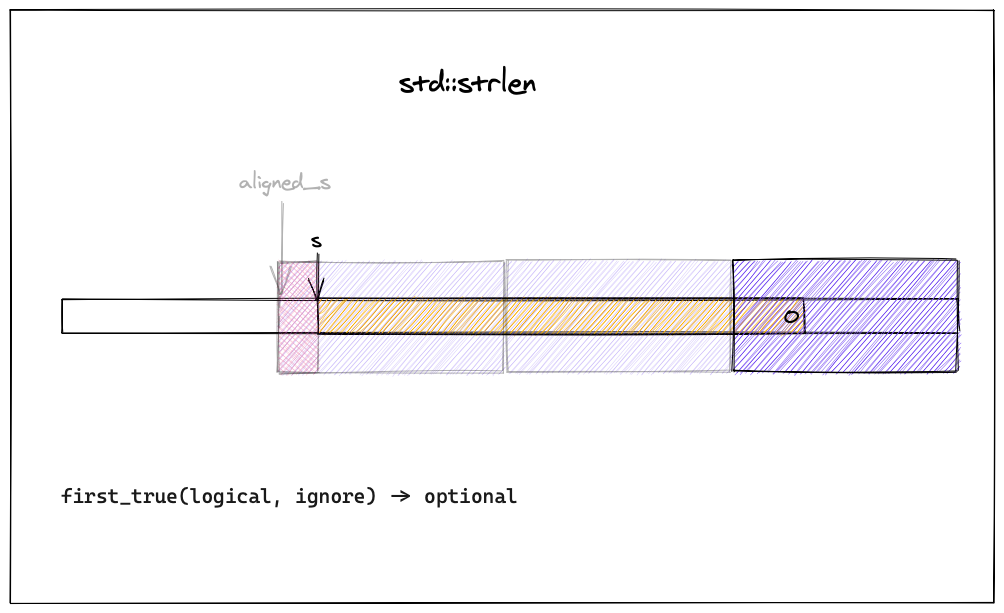 std::strlen
aligned_s
s
0
first_true(logical, ignore) -> optional